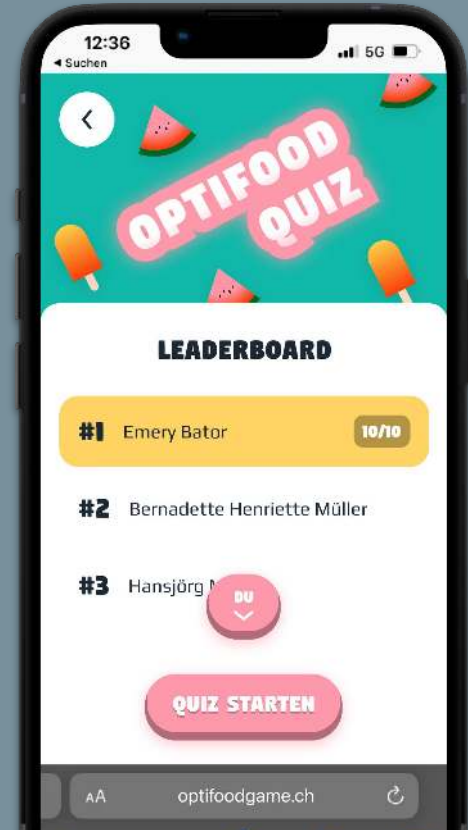 12:36
5G
Suchen
OPTIFOOD
QUIZ
LEADERBOARD
#1 Emery Bator 10/10
#2 Bernadette Henriette Müller
#3 Hansjörg
DU
QUIZ STARTEN
AA optifoodgame.ch